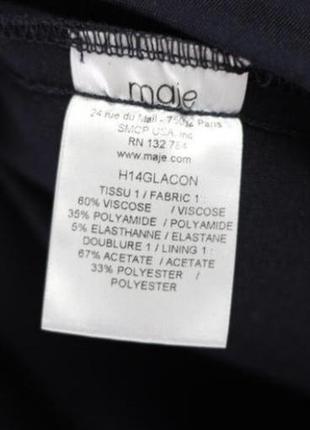 maje
24 rue du Mail - 75002 Paris
SMCP USA, Inc
RN 132 784
www.maje.com
H14GLACON
TISSU 1 / FABRIC 1 :
60% VISCOSE / VISCOSE
35% POLYAMIDE / POLYAMIDE
5% ELASTHANNE / ELASTANE
DOUBLURE 1 / LINING 1 :
67% ACETATE / ACETATE
33% POLYESTER /
POLYESTER